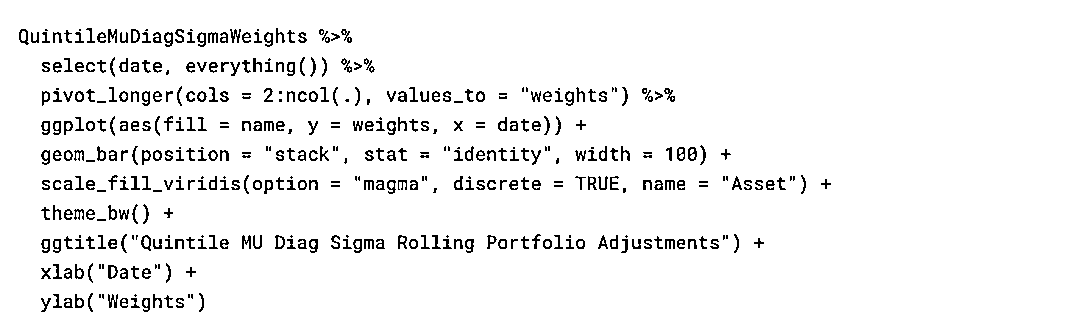 QuintileMuDiagSigmaWeights %>%
  select(date, everything()) %>%
  pivot_longer(cols = 2:ncol(.), values_to = "weights") %>%
  ggplot(aes(fill = name, y = weights, x = date)) +
  geom_bar(position = "stack", stat = "identity", width = 100) +
  scale_fill_viridis(option = "magma", discrete = TRUE, name = "Asset") +
  theme_bw() +
  ggtitle("Quintile MU Diag Sigma Rolling Portfolio Adjustments") +
  xlab("Date") +
  ylab("Weights")